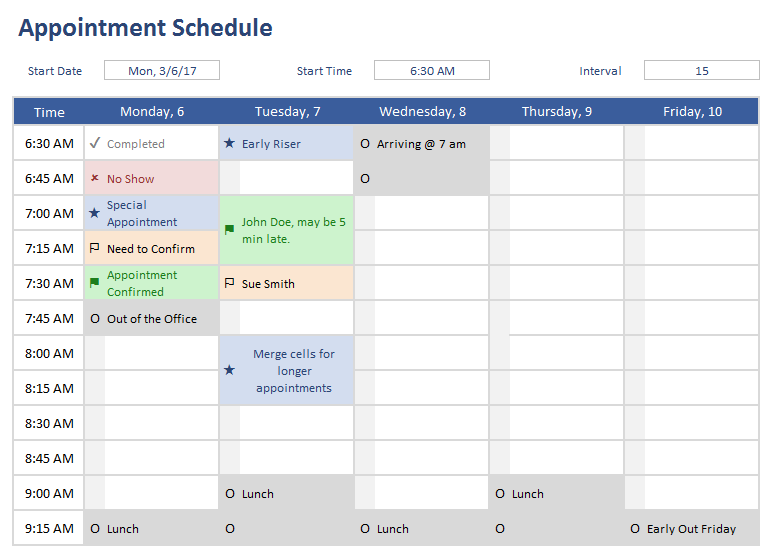 Appointment Schedule
Start Date Mon, 3/6/17 Start Time 6:30 AM Interval 15
Time Monday, 6 Tuesday, 7 Wednesday, 8 Thursday, 9 Friday, 10
6:30 AM ✓ Completed ★ Early Riser O Arriving @ 7 am
6:45 AM × No Show O
7:00 AM ★ Special
Appointment
John Doe, may be 5
min late.
7:15 AM Need to Confirm
7:30 AM Appointment
Confirmed
Sue Smith
7:45 AM O Out of the Office
8:00 AM ★ Merge cells for
longer
appointments
8:15 AM
8:30 AM
8:45 AM
9:00 AM O Lunch O Lunch
9:15 AM O Lunch O O Lunch O O Early Out Friday